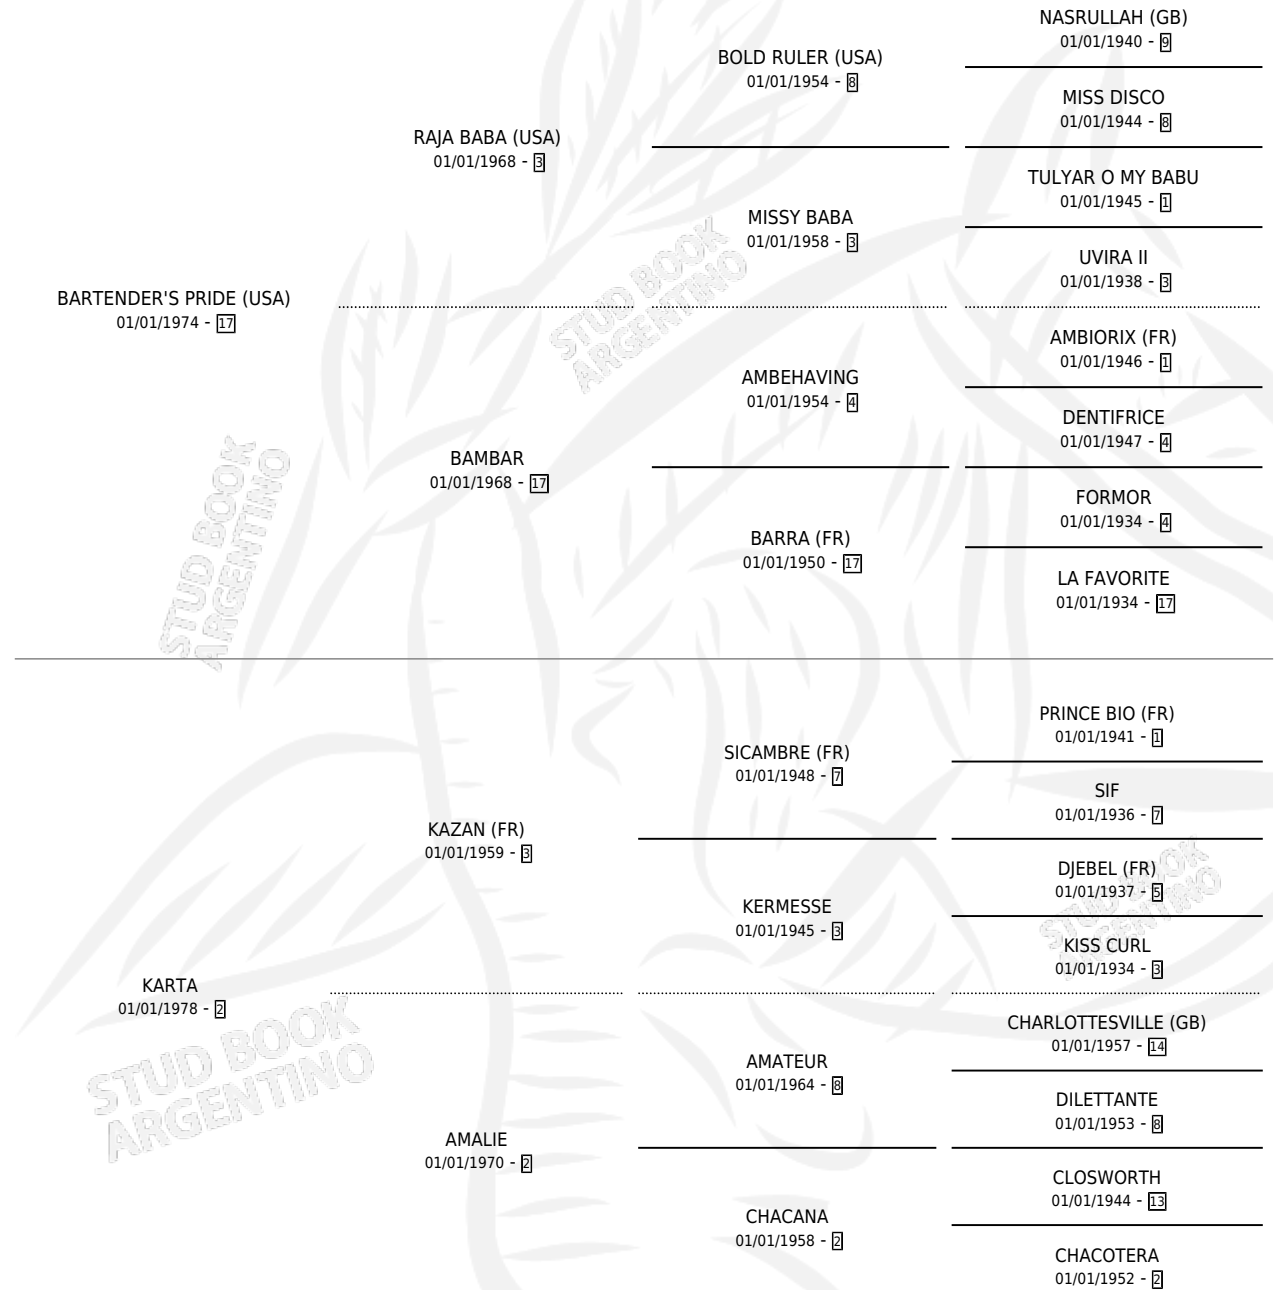 NASRULLAH (GB)
01/01/1940 - 9
BOLD RULER (USA)
01/01/1954 - 8
MISS DISCO
01/01/1944 - 8
RAJA BABA (USA)
01/01/1968 - 3
TULYAR O MY BABU
01/01/1945 - 1
MISSY BABA
01/01/1958 - 3
UVIRA II
01/01/1938 - 3
BARTENDER'S PRIDE (USA)
01/01/1974 - 17
AMBIORIX (FR)
01/01/1946 - 1
AMBEHAVING
01/01/1954 - 4
DENTIFRICE
01/01/1947 - 4
BAMBAR
01/01/1968 - 17
FORMOR
01/01/1934 - 4
BARRA (FR)
01/01/1950 - 17
LA FAVORITE
01/01/1934 - 17
PRINCE BIO (FR)
01/01/1941 - 1
SICAMBRE (FR)
01/01/1948 - 7
SIF
01/01/1936 - 7
KAZAN (FR)
01/01/1959 - 3
DJEBEL (FR)
01/01/1937 - 5
KERMESSE
01/01/1945 - 3
KISS CURL
01/01/1934 - 3
KARTA
01/01/1978 - 2
CHARLOTTESVILLE (GB)
01/01/1957 - 14
AMATEUR
01/01/1964 - 8
DILETTANTE
01/01/1953 - 8
AMALIE
01/01/1970 - 2
CLOSWORTH
01/01/1944 - 13
CHACANA
01/01/1958 - 2
CHACOTERA
01/01/1952 - 2
STUD BOOK
ARGENTINO
STUD BOOK
ARGENTINO
STUD BOOK
ARGENTINO
STUD BOOK
ARGENTINO